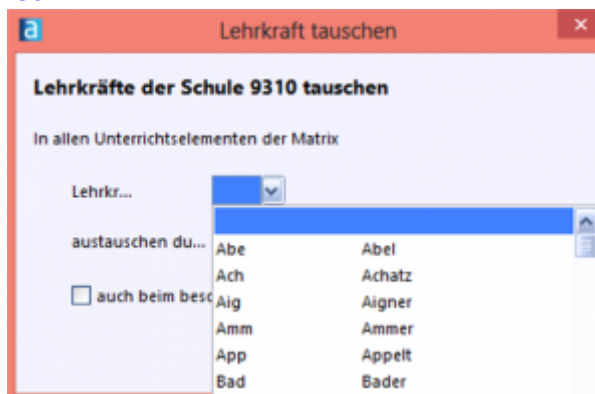 a
Lehrkraft tauschen
Lehrkräfte der Schule 9310 tauschen
In allen Unterrichtselementen der Matrix
Lehrkr...
austauschen du...
Abe Abel
Ach Achatz
auch beim besc
Aig Aigner
Amm Ammer
App Appelt
Bad Bader